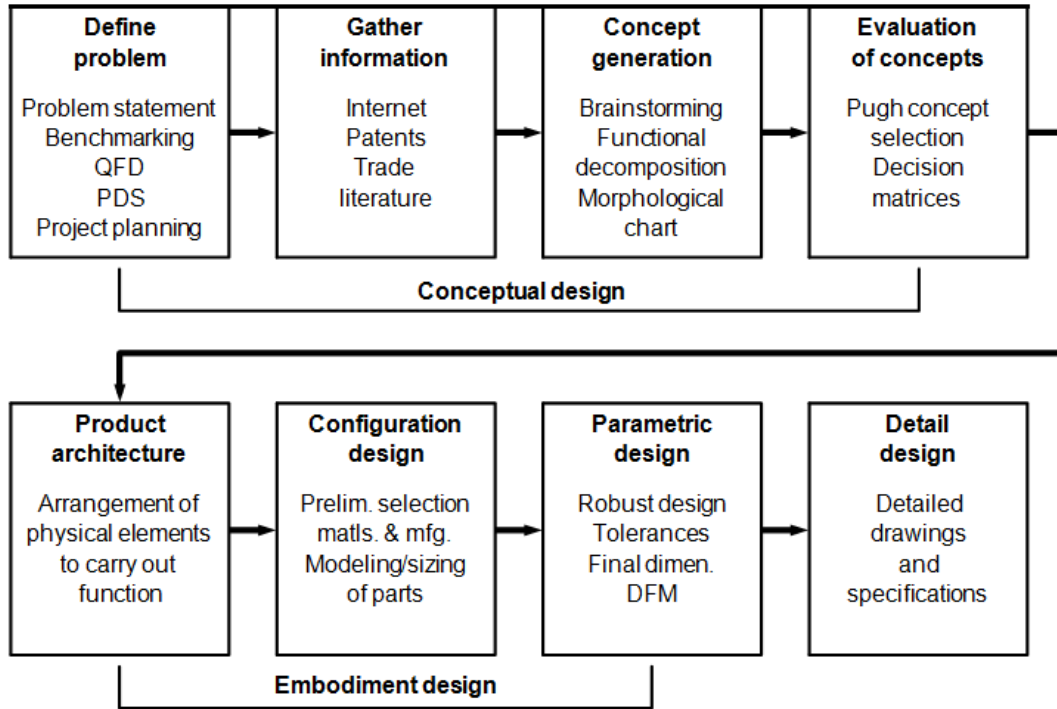 Define
problem
Problem statement
Benchmarking
QFD
PDS
Project planning
Gather
information
Internet
Patents
Trade
literature
Concept
generation
Brainstorming
Functional
decomposition
Morphological
chart
Evaluation
of concepts
Pugh concept
selection
Decision
matrices
Conceptual design
Product
architecture
Arrangement of
physical elements
to carry out
function
Configuration
design
Prelim. selection
matls. & mfg.
Modeling/sizing
of parts
Parametric
design
Robust design
Tolerances
Final dimen.
DFM
Detail
design
Detailed
drawings
and
specifications
Embodiment design